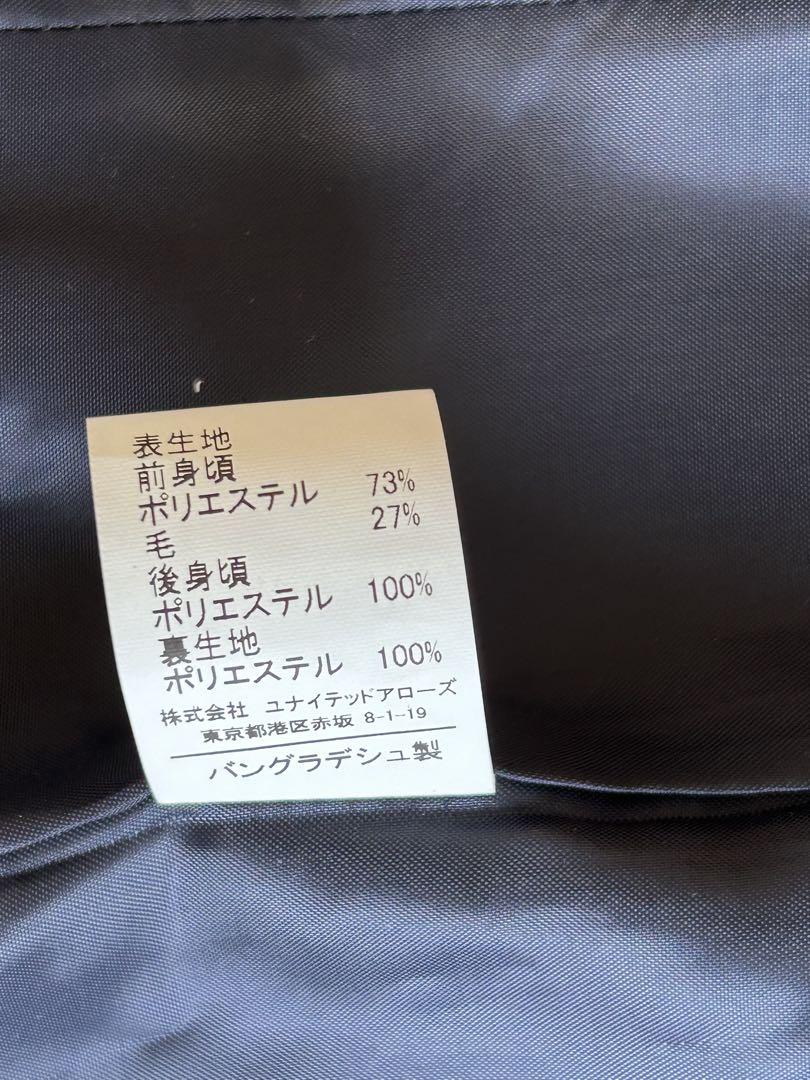 表生地
前身頃
ポリエステル 73%
毛 27%
後身頃
ポリエステル 100%
裏生地
ポリエステル 100%
株式会社 ユナイテッドアローズ
東京都港区赤坂 8-1-19
バングラデシュ製